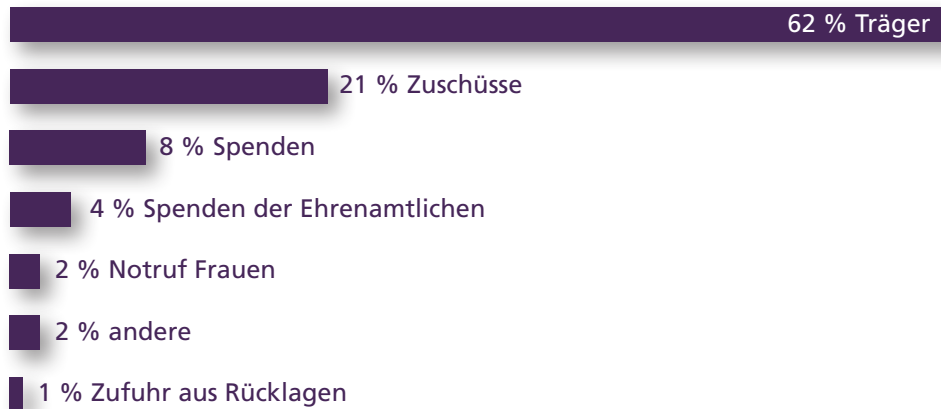 62 % Träger
21 % Zuschüsse
8 % Spenden
4 % Spenden der Ehrenamtlichen
2 % Notruf Frauen
2 % andere
1 % Zufuhr aus Rücklagen